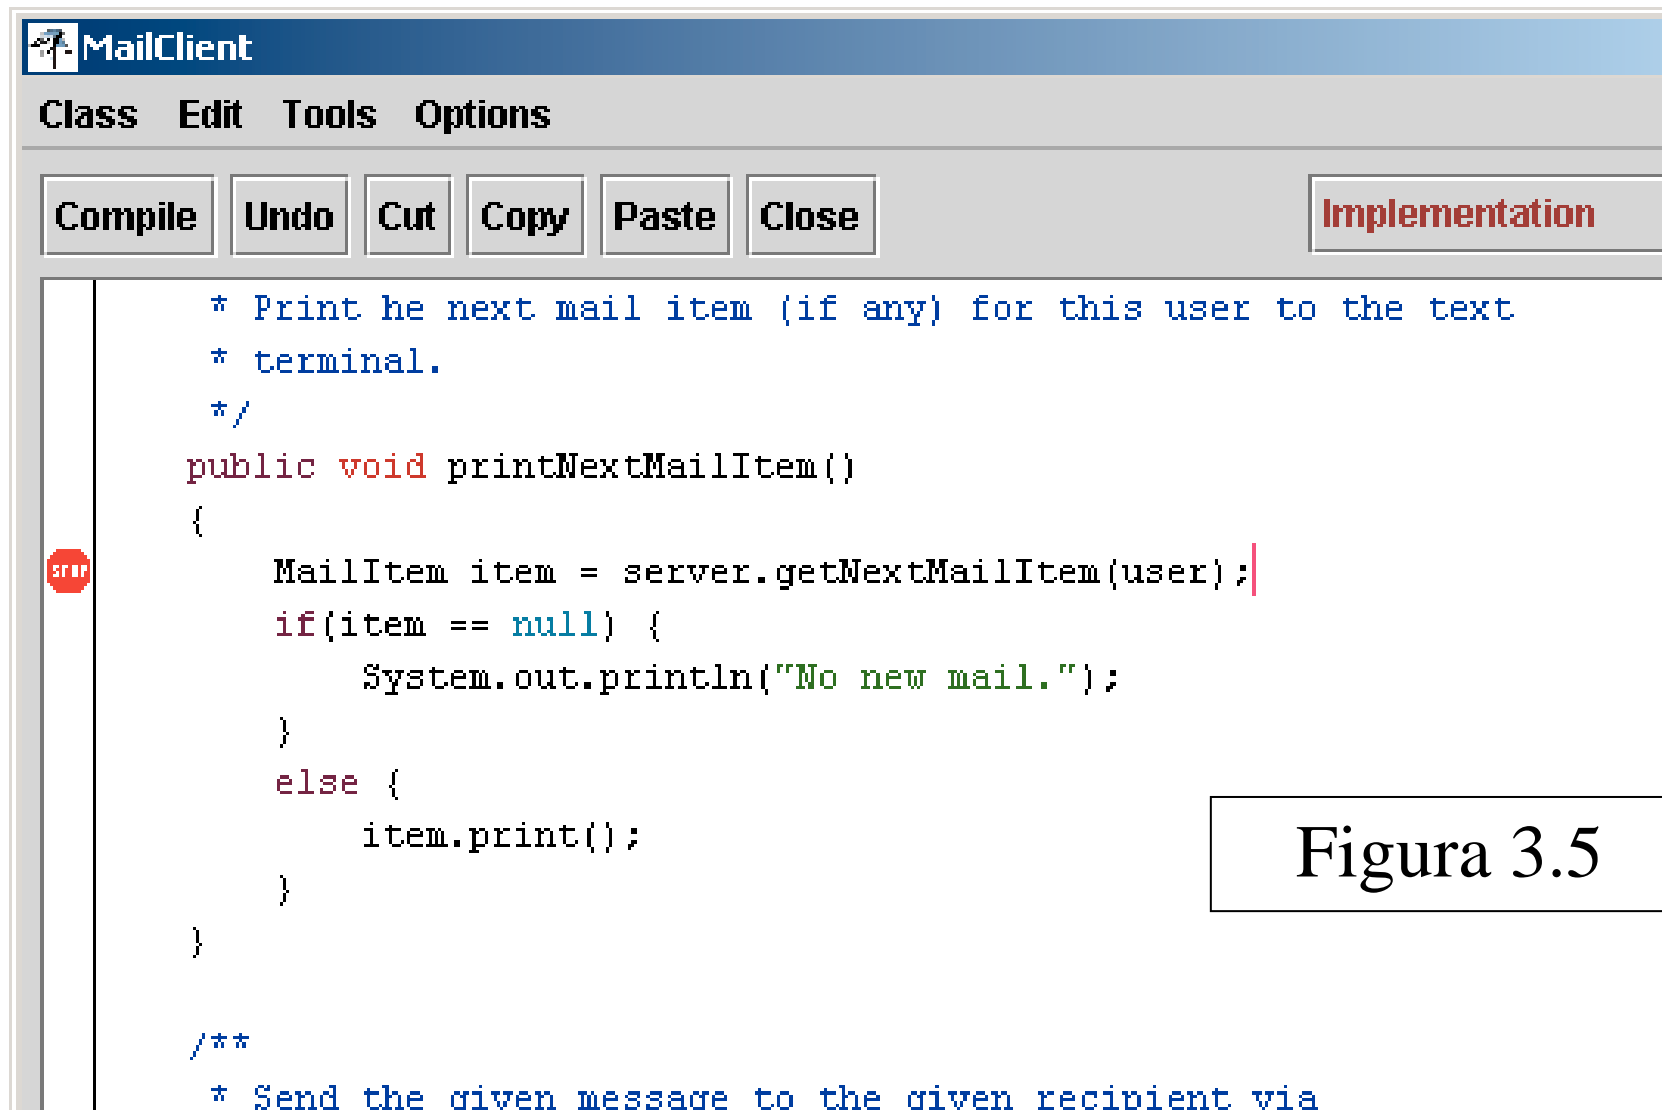 MailClient
Class Edit Tools Options
Compile Undo Cut Copy Paste Close Implementation
* Print he next mail item (if any) for this user to the text
* terminal.
*/
public void printNextMailItem()
{
STOP MailItem item = server.getNextMailItem(user);
if(item == null) {
System.out.println("No new mail.");
}
else {
item.print();
}
}
Figura 3.5
/**
* Send the given message to the given recipient via